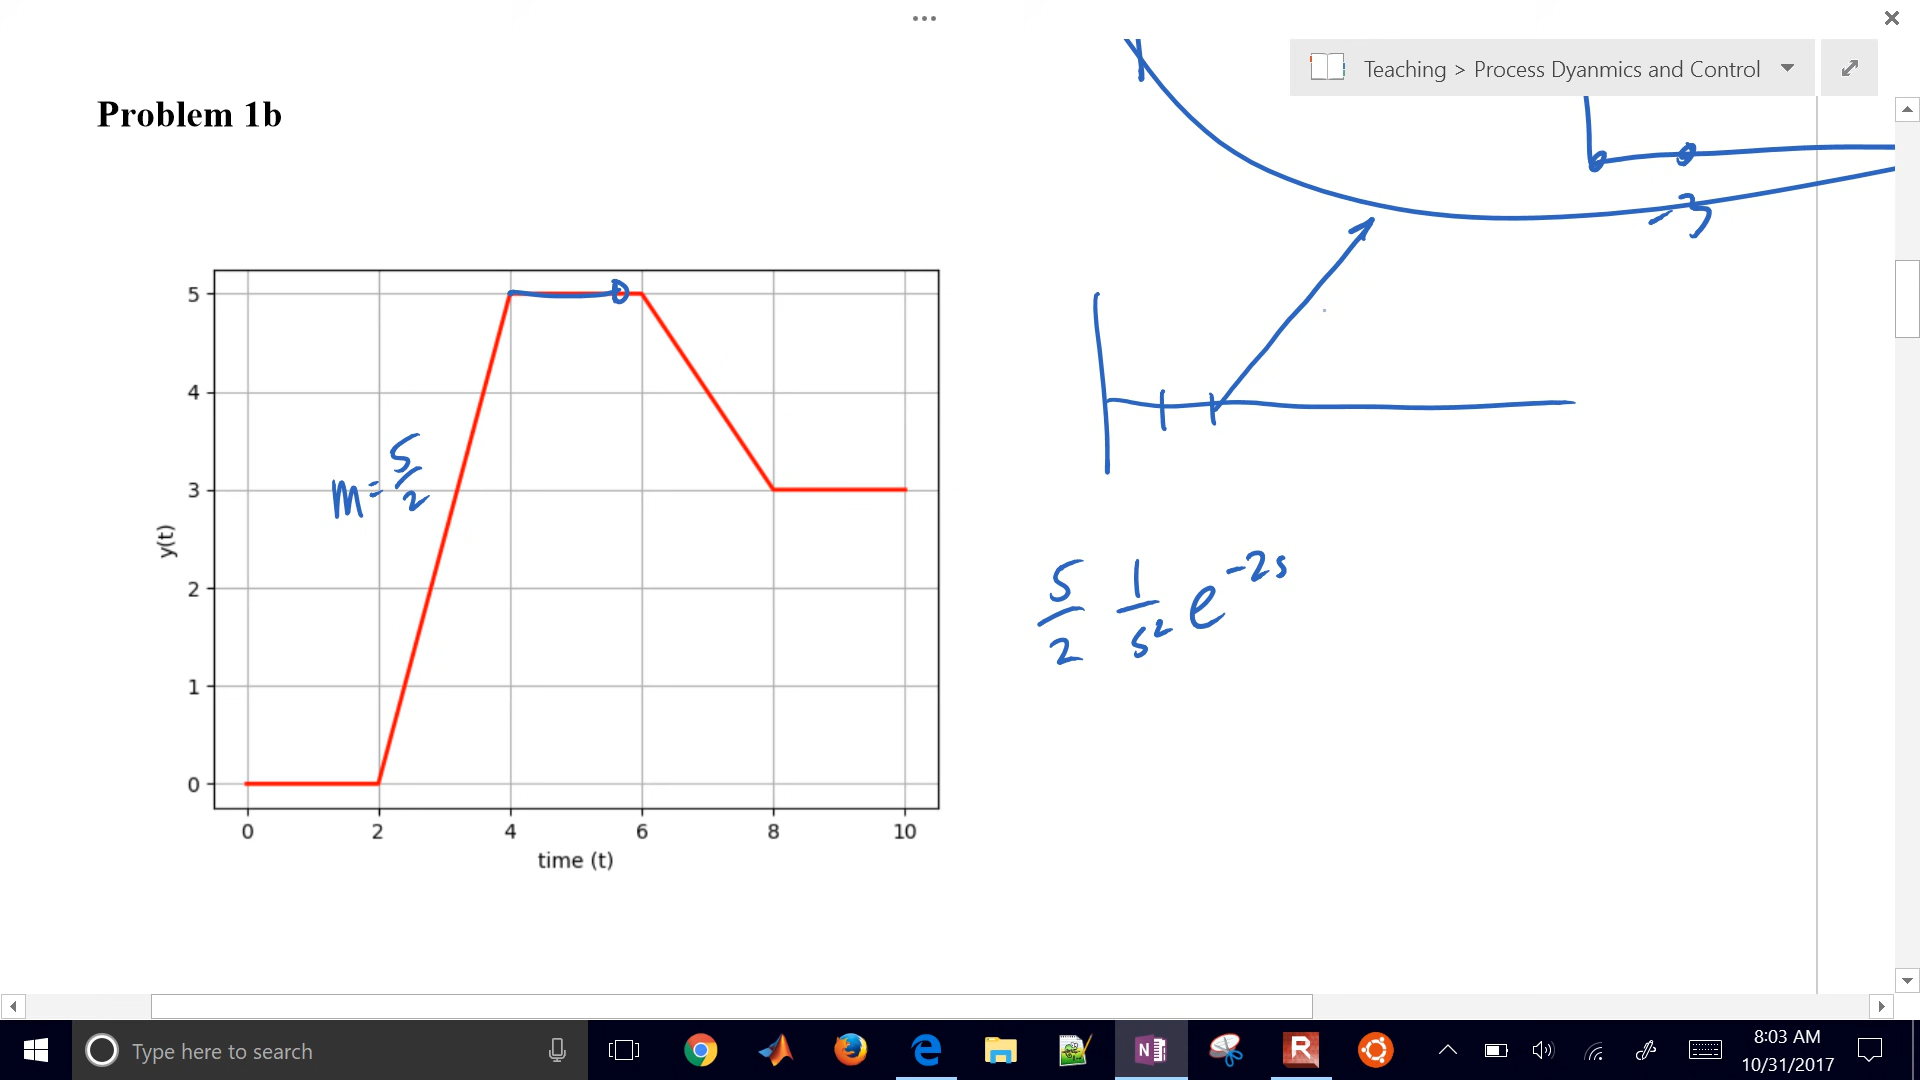 Teaching > Process Dyanmics and Control
Problem 1b
-3
5
4
3
2
1
0
y(t)
m = 5/2
0 2 4 6 8 10
time (t)
5/2 1/s² e^-2s
Type here to search
8:03 AM
10/31/2017